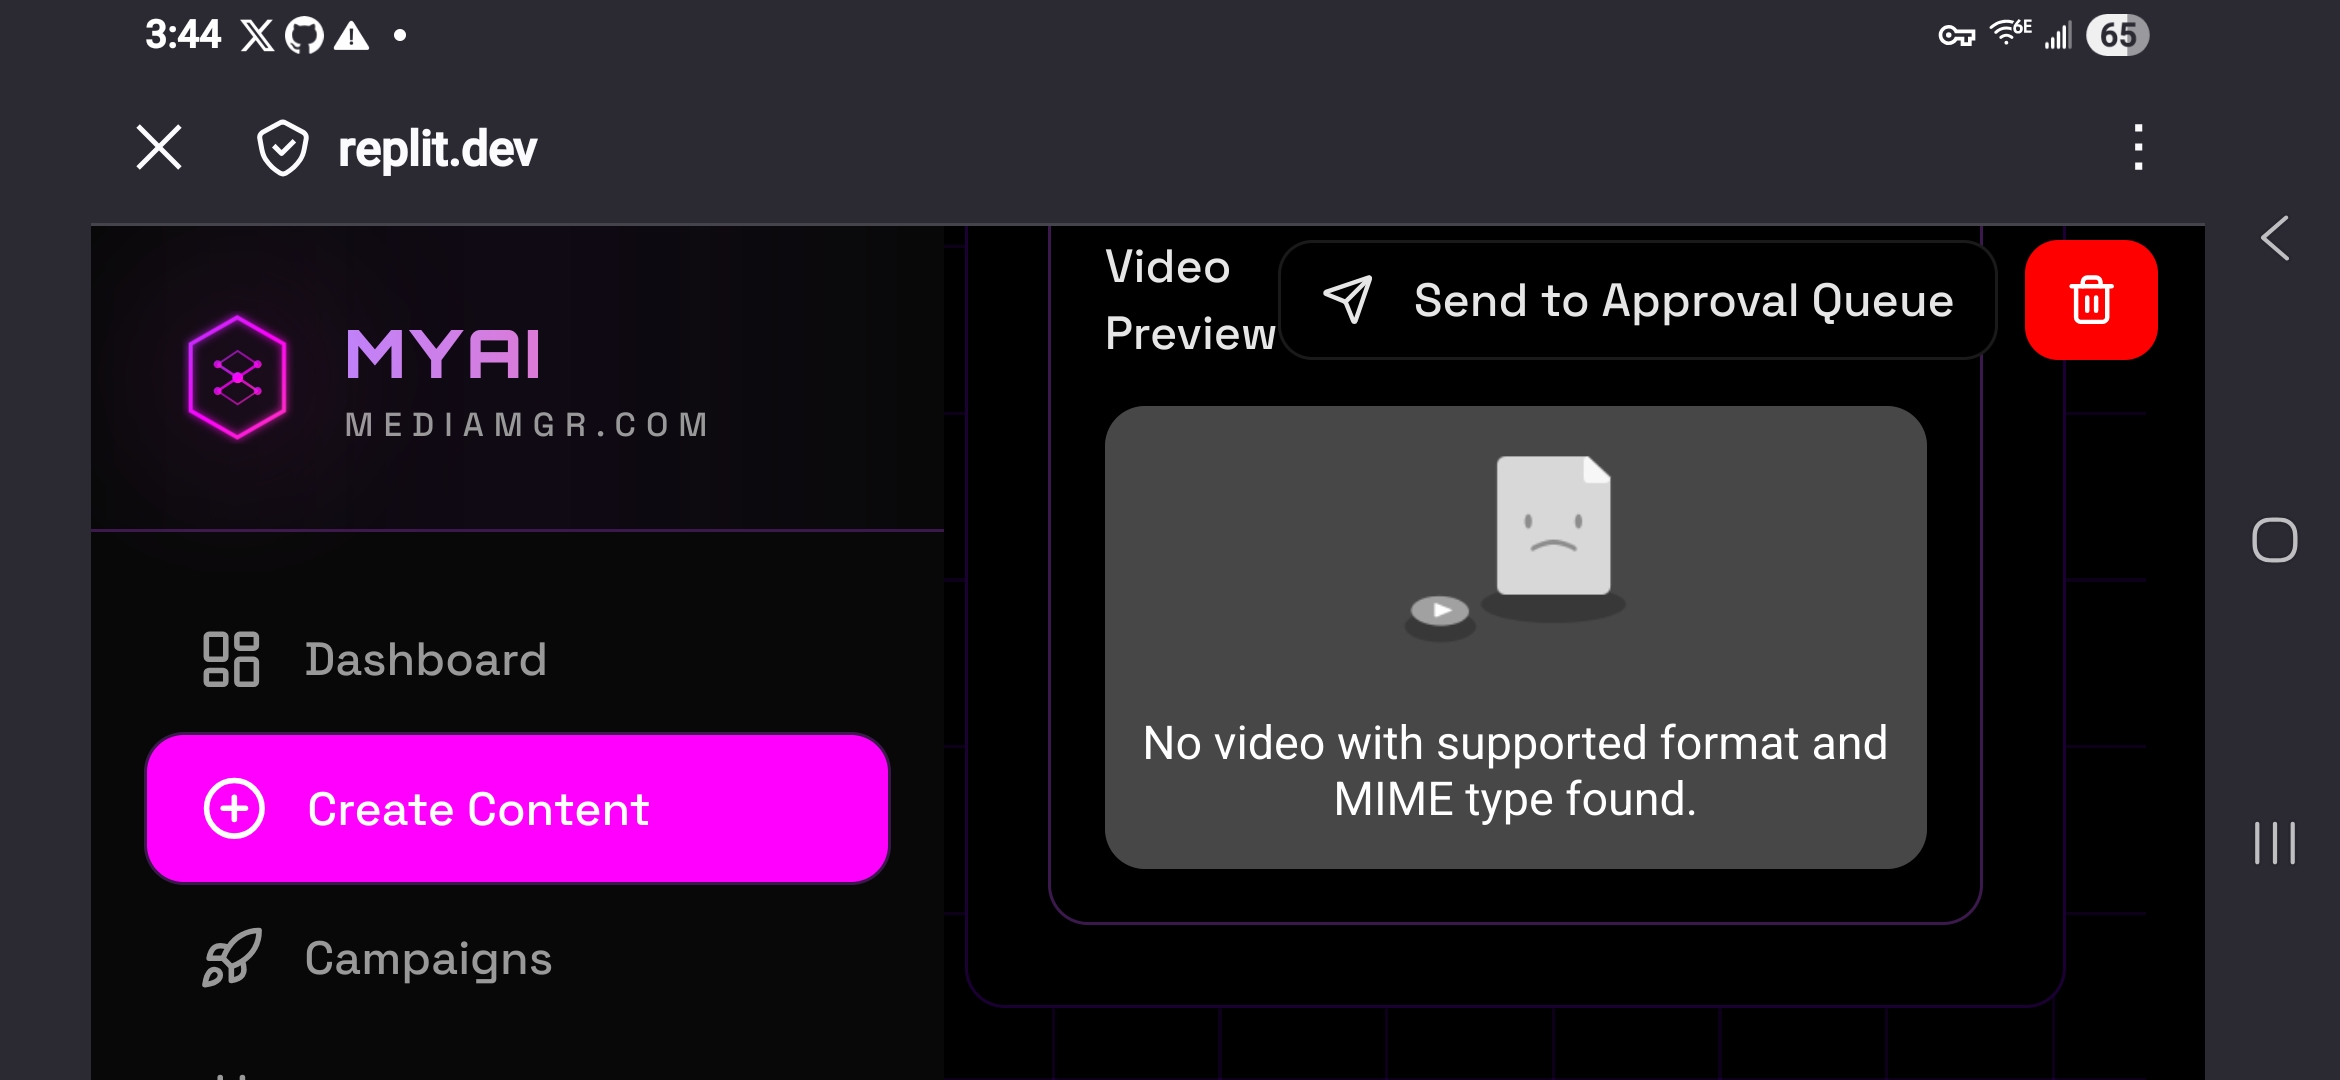 3:44
6E
65
replit.dev
MYAI
MEDIAMGR.COM
Dashboard
Create Content
Campaigns
Video
Preview
Send to Approval Queue
No video with supported format and
MIME type found.